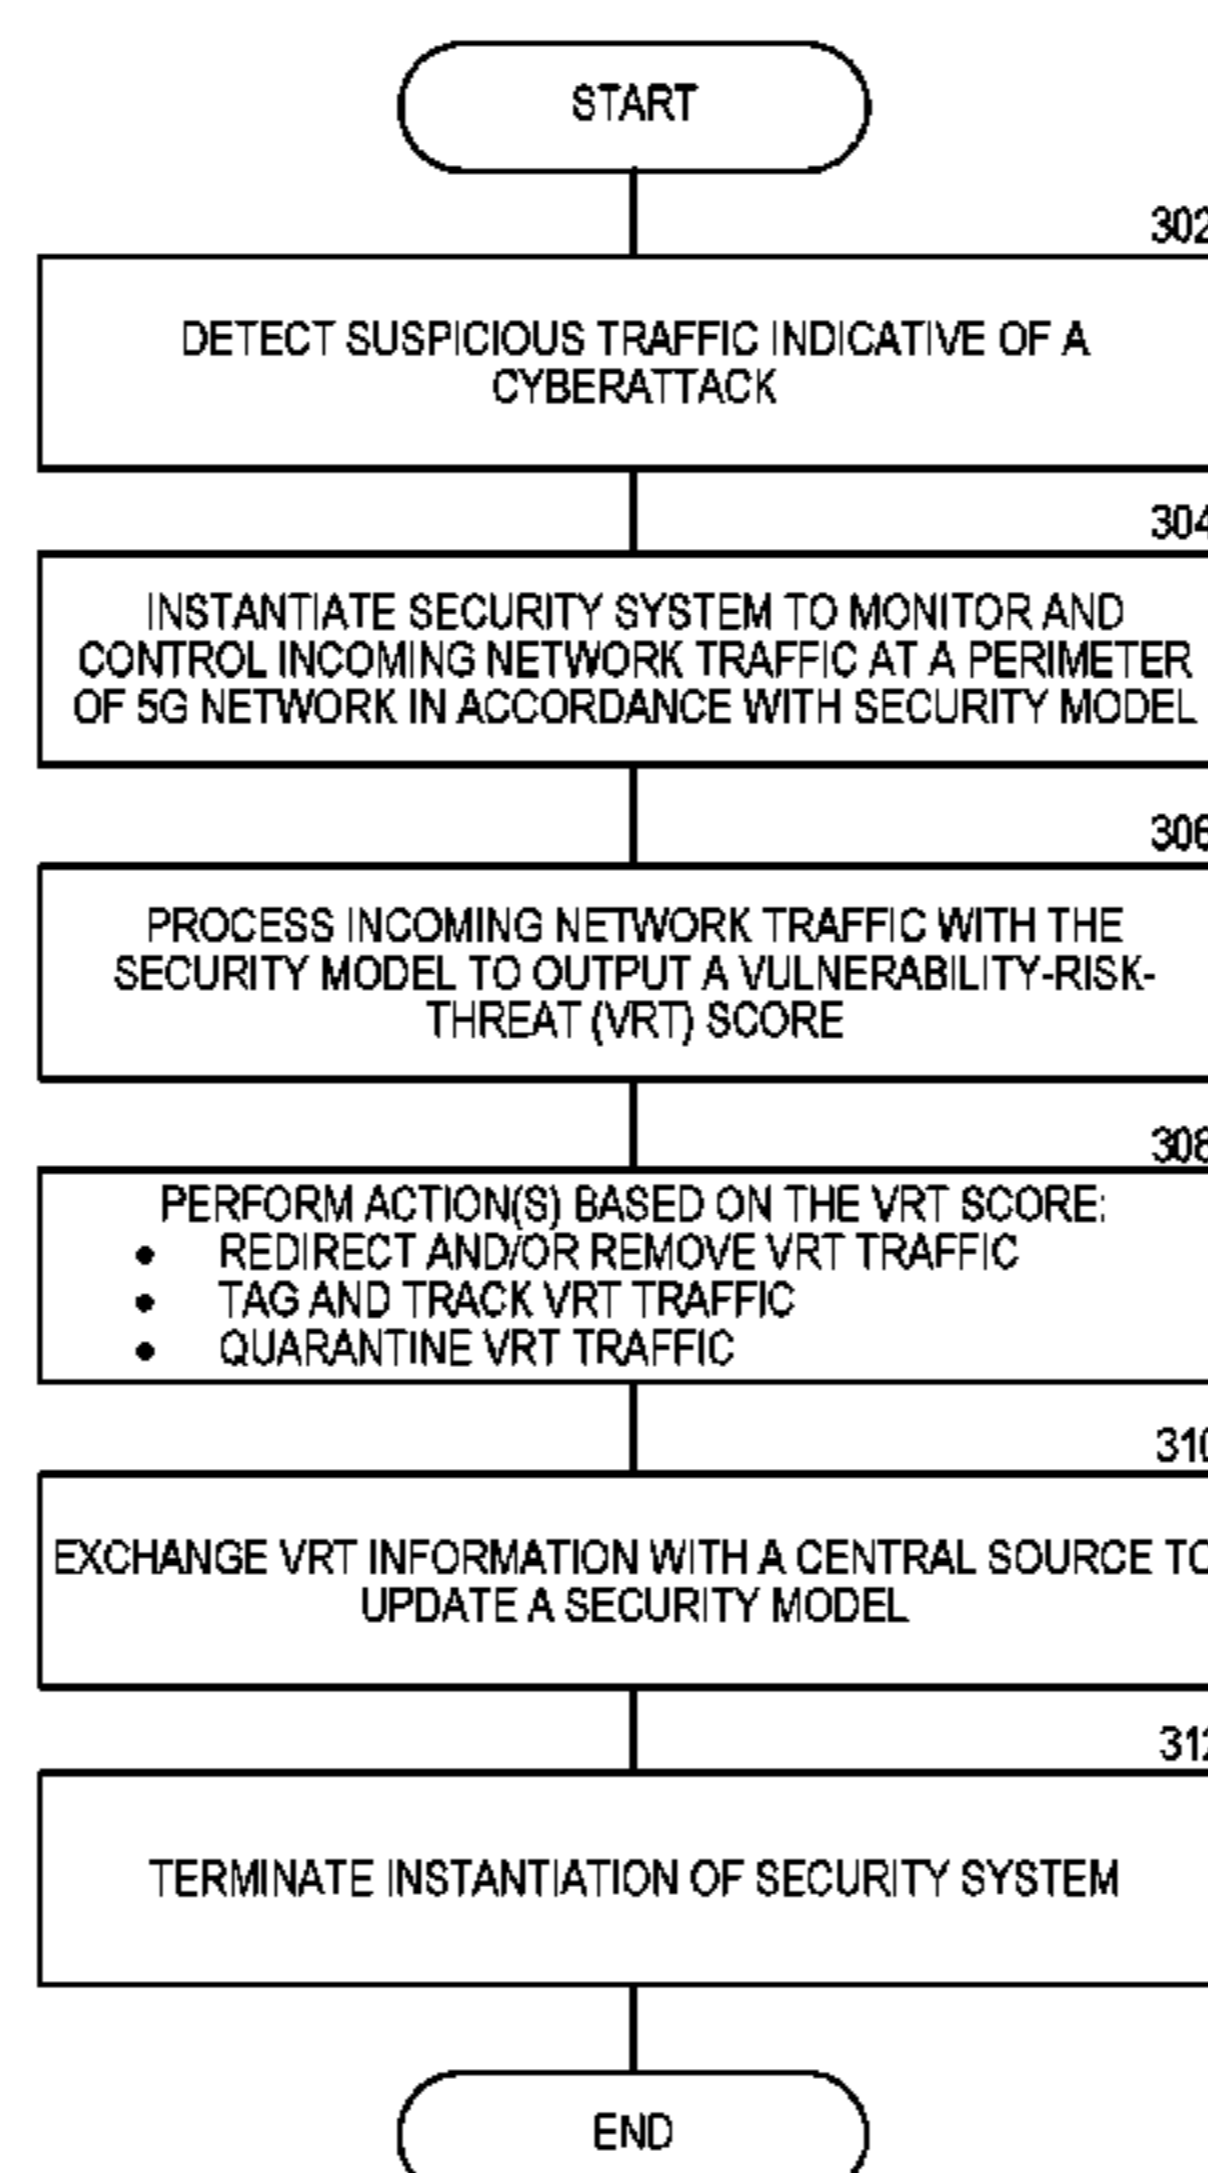 START
302
DETECT SUSPICIOUS TRAFFIC INDICATIVE OF A
CYBERATTACK
304
INSTANTIATE SECURITY SYSTEM TO MONITOR AND
CONTROL INCOMING NETWORK TRAFFIC AT A PERIMETER
OF 5G NETWORK IN ACCORDANCE WITH SECURITY MODEL
306
PROCESS INCOMING NETWORK TRAFFIC WITH THE
SECURITY MODEL TO OUTPUT A VULNERABILITY-RISK-
THREAT (VRT) SCORE
308
PERFORM ACTION(S) BASED ON THE VRT SCORE:
● REDIRECT AND/OR REMOVE VRT TRAFFIC
● TAG AND TRACK VRT TRAFFIC
● QUARANTINE VRT TRAFFIC
310
EXCHANGE VRT INFORMATION WITH A CENTRAL SOURCE TO
UPDATE A SECURITY MODEL
312
TERMINATE INSTANTIATION OF SECURITY SYSTEM
END